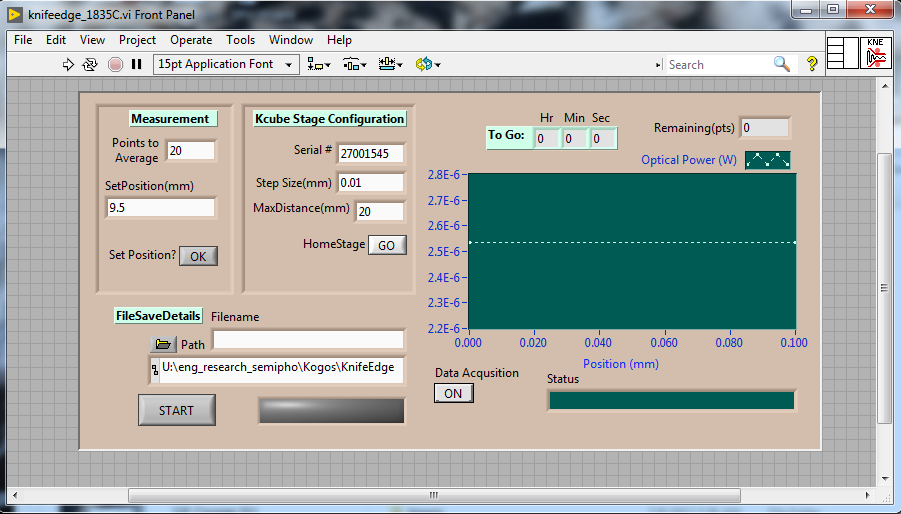 knifeedge_1835C.vi Front Panel
File Edit View Project Operate Tools Window Help
15pt Application Font
Search
?
KNE
Measurement
Points to
Average
20
SetPosition(mm)
9.5
Set Position?
OK
Kcube Stage Configuration
Serial #
27001545
Step Size(mm)
0.01
MaxDistance(mm)
20
HomeStage
GO
Hr Min Sec
To Go: 0 0 0
Remaining(pts) 0
Optical Power (W)
2.8E-6
2.7E-6
2.6E-6
2.5E-6
2.4E-6
2.3E-6
2.2E-6
0.000 0.020 0.040 0.060 0.080 0.100
Position (mm)
FileSaveDetails
Filename
Path
U:\eng_research_semipho\Kogos\KnifeEdge
START
Data Acqusition
ON
Status